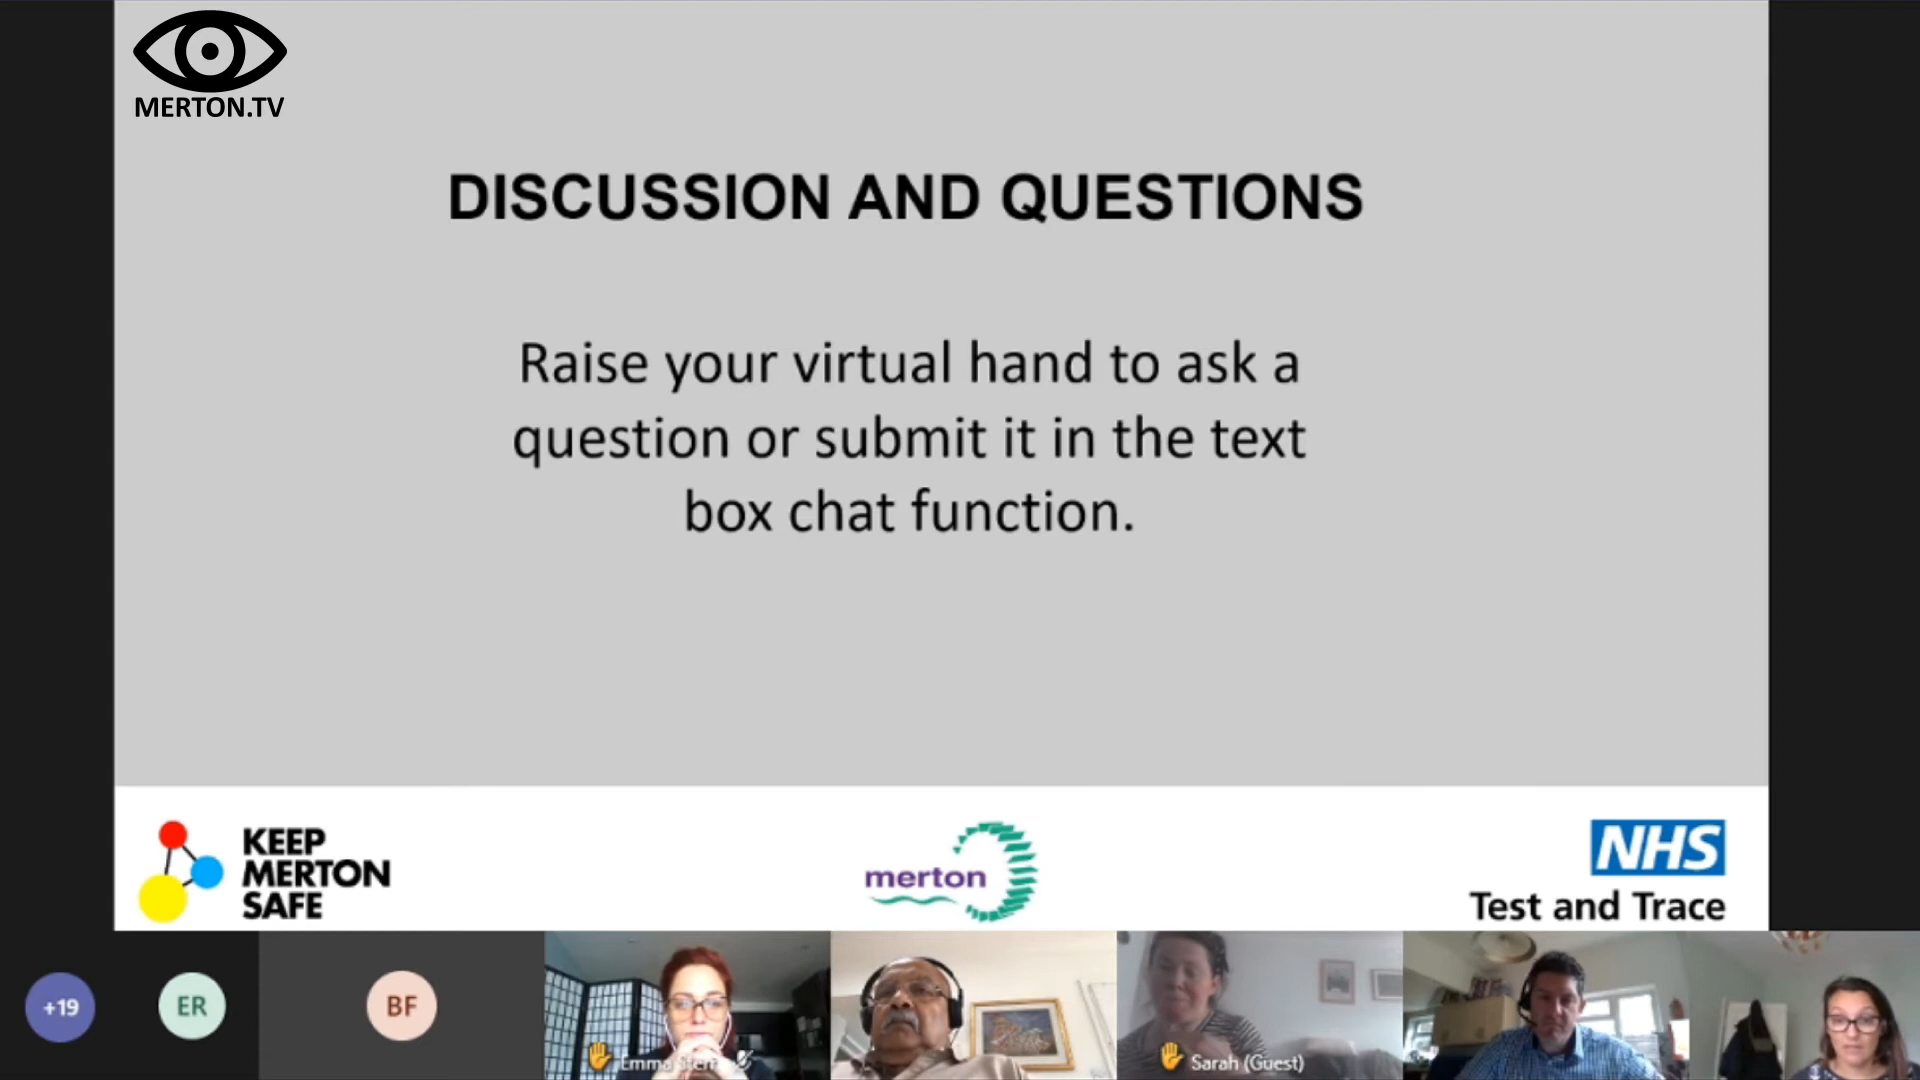 MERTON.TV
DISCUSSION AND QUESTIONS
Raise your virtual hand to ask a
question or submit it in the text
box chat function.
KEEP
MERTON
SAFE
merton
NHS
Test and Trace
+19
ER
BF
Emma
Sarah (Guest)